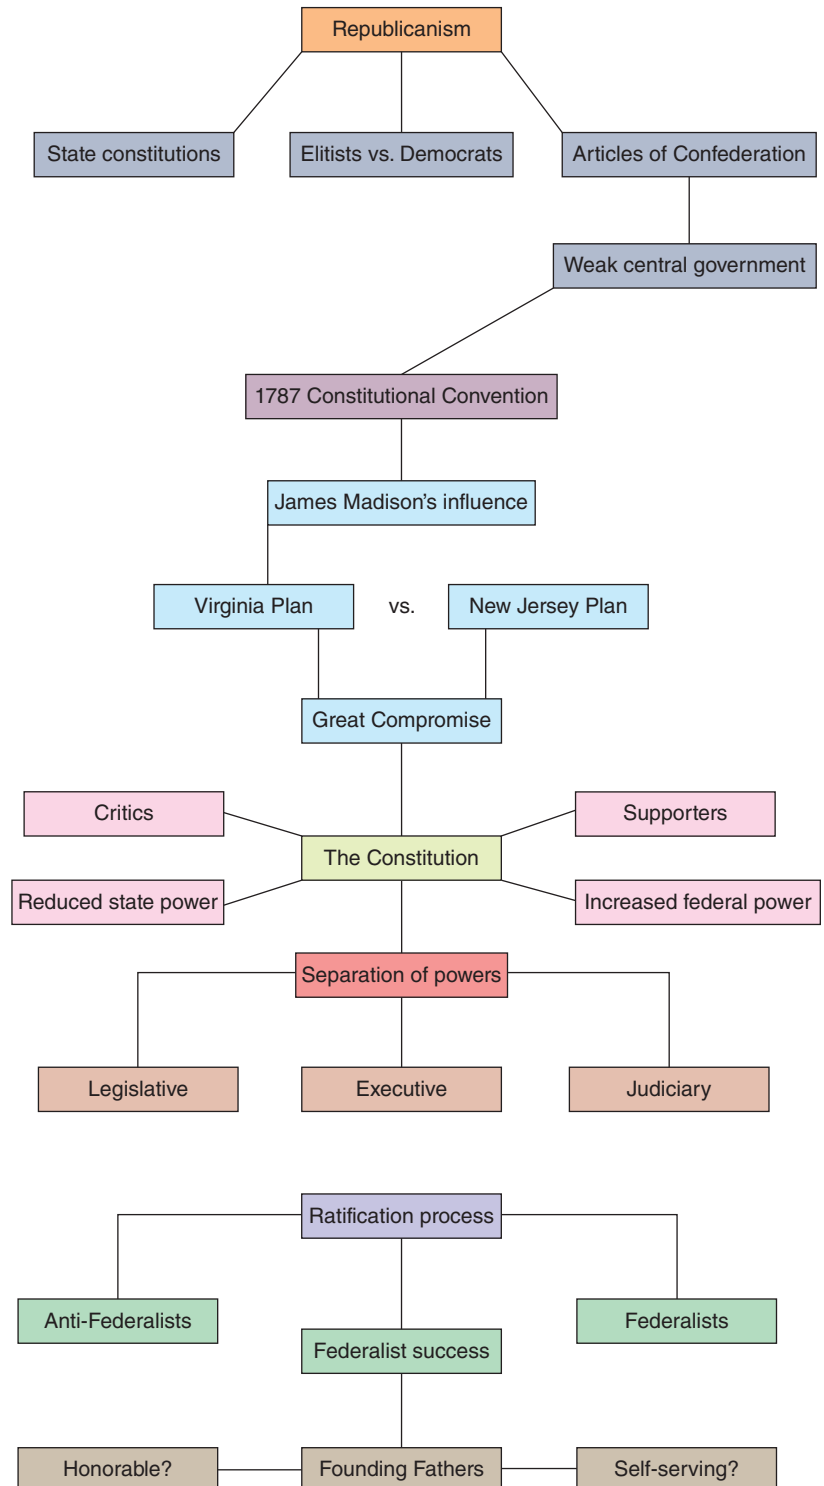 Republicanism
State constitutions
Elitists vs. Democrats
Articles of Confederation
Weak central government
1787 Constitutional Convention
James Madison's influence
Virginia Plan
vs.
New Jersey Plan
Great Compromise
Critics
Supporters
The Constitution
Reduced state power
Increased federal power
Separation of powers
Legislative
Executive
Judiciary
Ratification process
Anti-Federalists
Federalists
Federalist success
Honorable?
Founding Fathers
Self-serving?